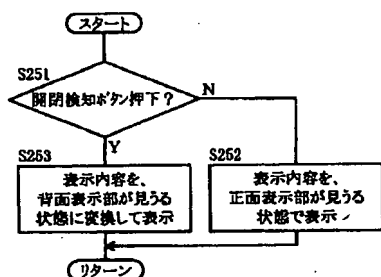 スタート
S251
開閉検知ボタン押下？
N
Y
S253
S252
表示内容を、
背面表示部が見うる
状態に変換して表示
表示内容を、
正面表示部が見うる
状態で表示
リターン